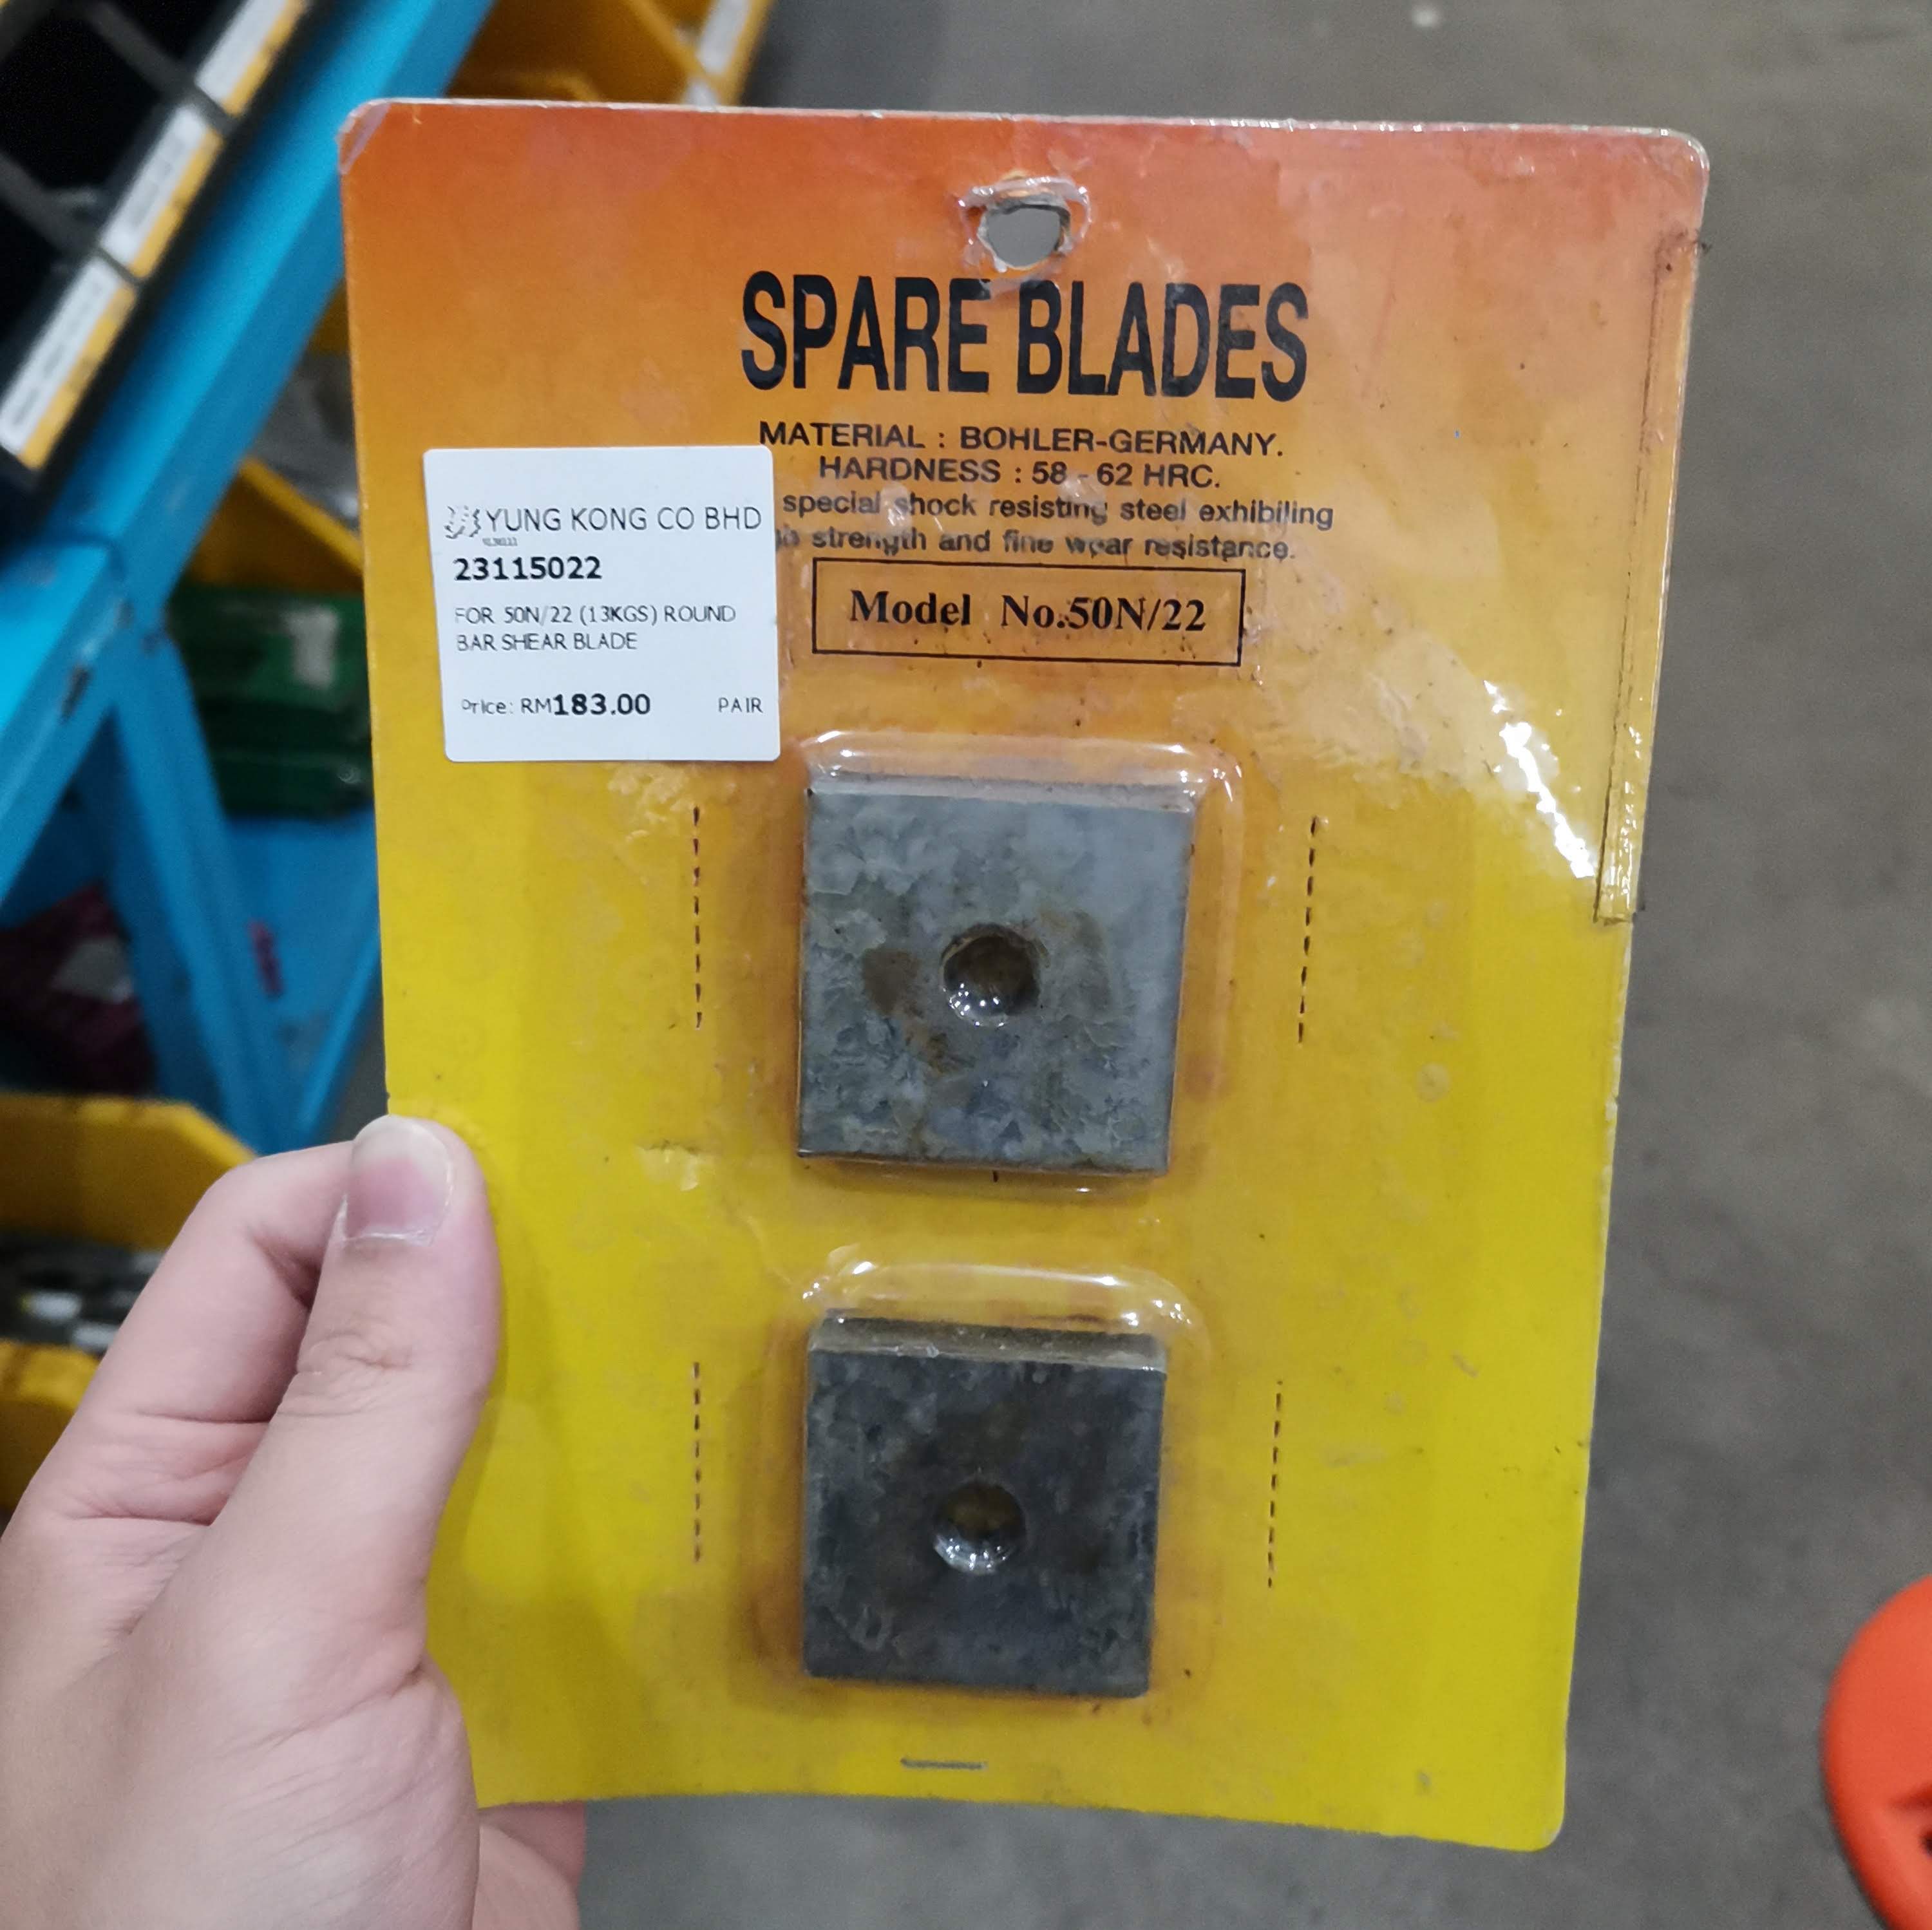 SPARE BLADES
MATERIAL : BOHLER-GERMANY.
HARDNESS : 58 - 62 HRC.
special shock resisting steel exhibiling
strength and fine wear resistance.
Model No.50N/22
YUNG KONG CO BHD
23115022
FOR 50N/22 (13KGS) ROUND
BAR SHEAR BLADE
Price: RM183.00 PAIR